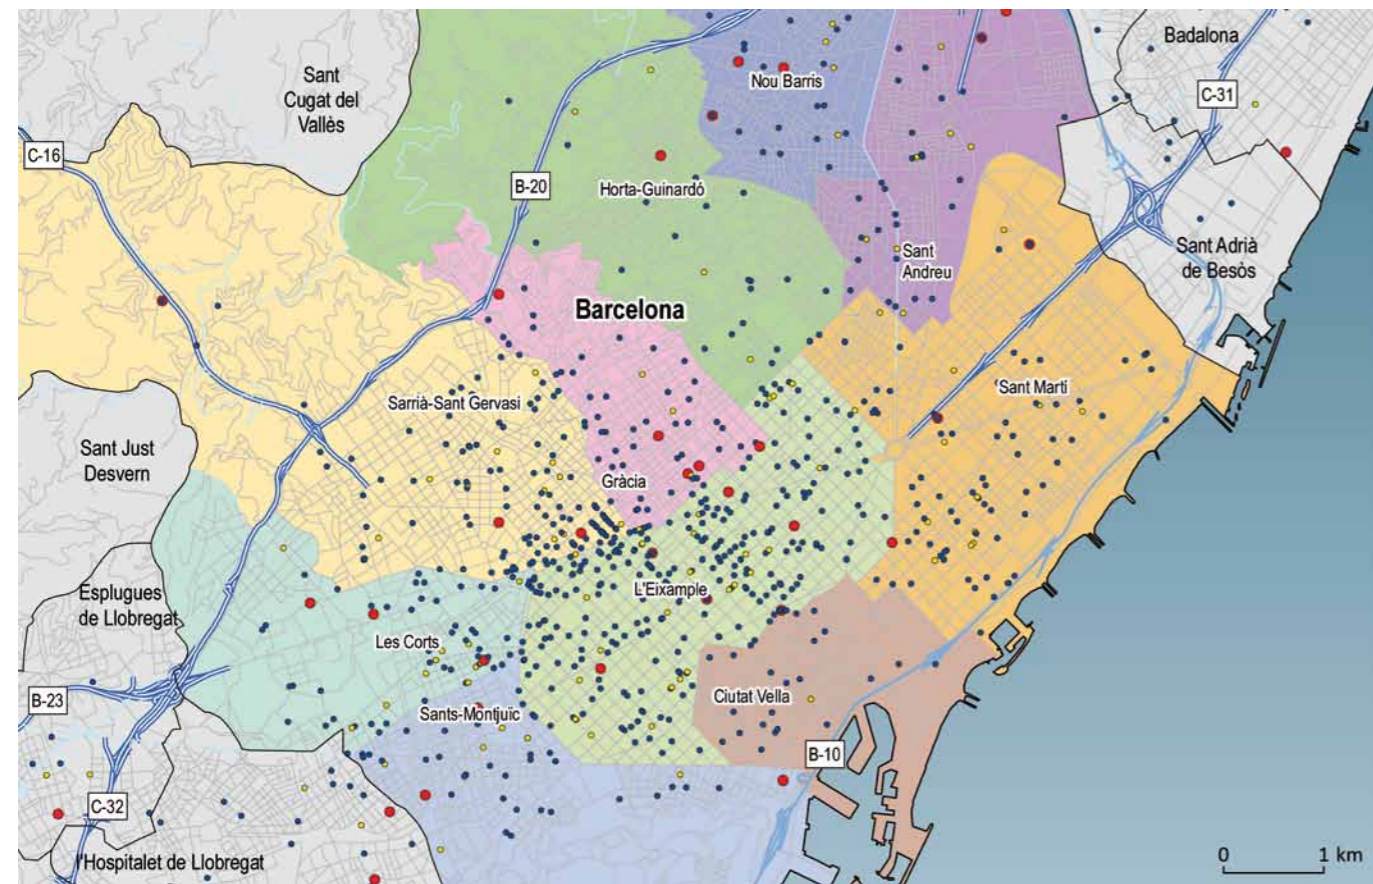 Badalona
Sant
Cugat del
Vallès
Nou Barris
C-31
C-16
B-20
Horta-Guinardó
Sant
Andreu
Sant Adrià
de Besòs
Barcelona
Sant Martí
Sarrià-Sant Gervasi
Sant Just
Desvern
Gràcia
Esplugues
de Llobregat
L'Eixample
Les Corts
B-23
Ciutat Vella
Sants-Montjuïc
B-10
C-32
l'Hospitalet de Llobregat
0 1 km